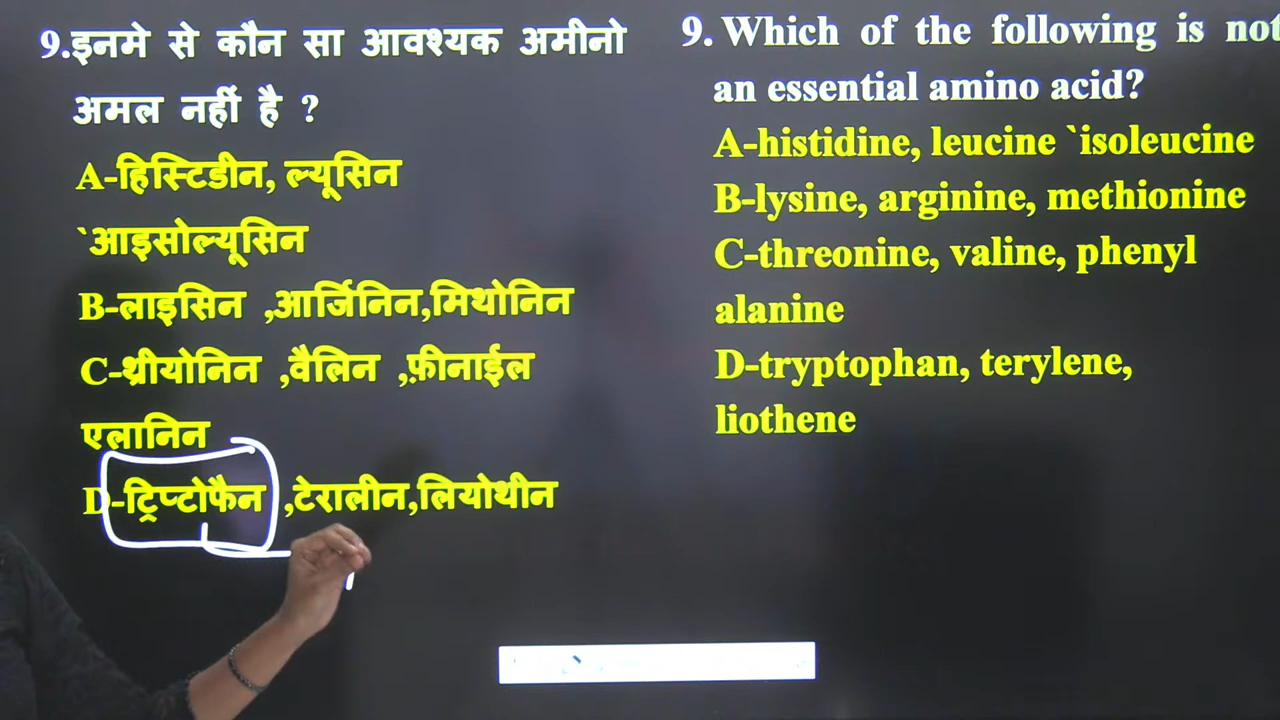 9.इनमे से कौन सा आवश्यक अमीनो
अमल नहीं है ?
A-हिस्टिडीन, ल्यूसिन
`आइसोल्यूसिन
B-लाइसिन ,आर्जिनिन,मिथोनिन
C-थ्रीयोनिन ,वैलिन ,फ़ीनाईल
एलानिन
D-ट्रिप्टोफैन ,टेरालीन,लियोथीन
9. Which of the following is not
an essential amino acid?
A-histidine, leucine `isoleucine
B-lysine, arginine, methionine
C-threonine, valine, phenyl
alanine
D-tryptophan, terylene,
liothene